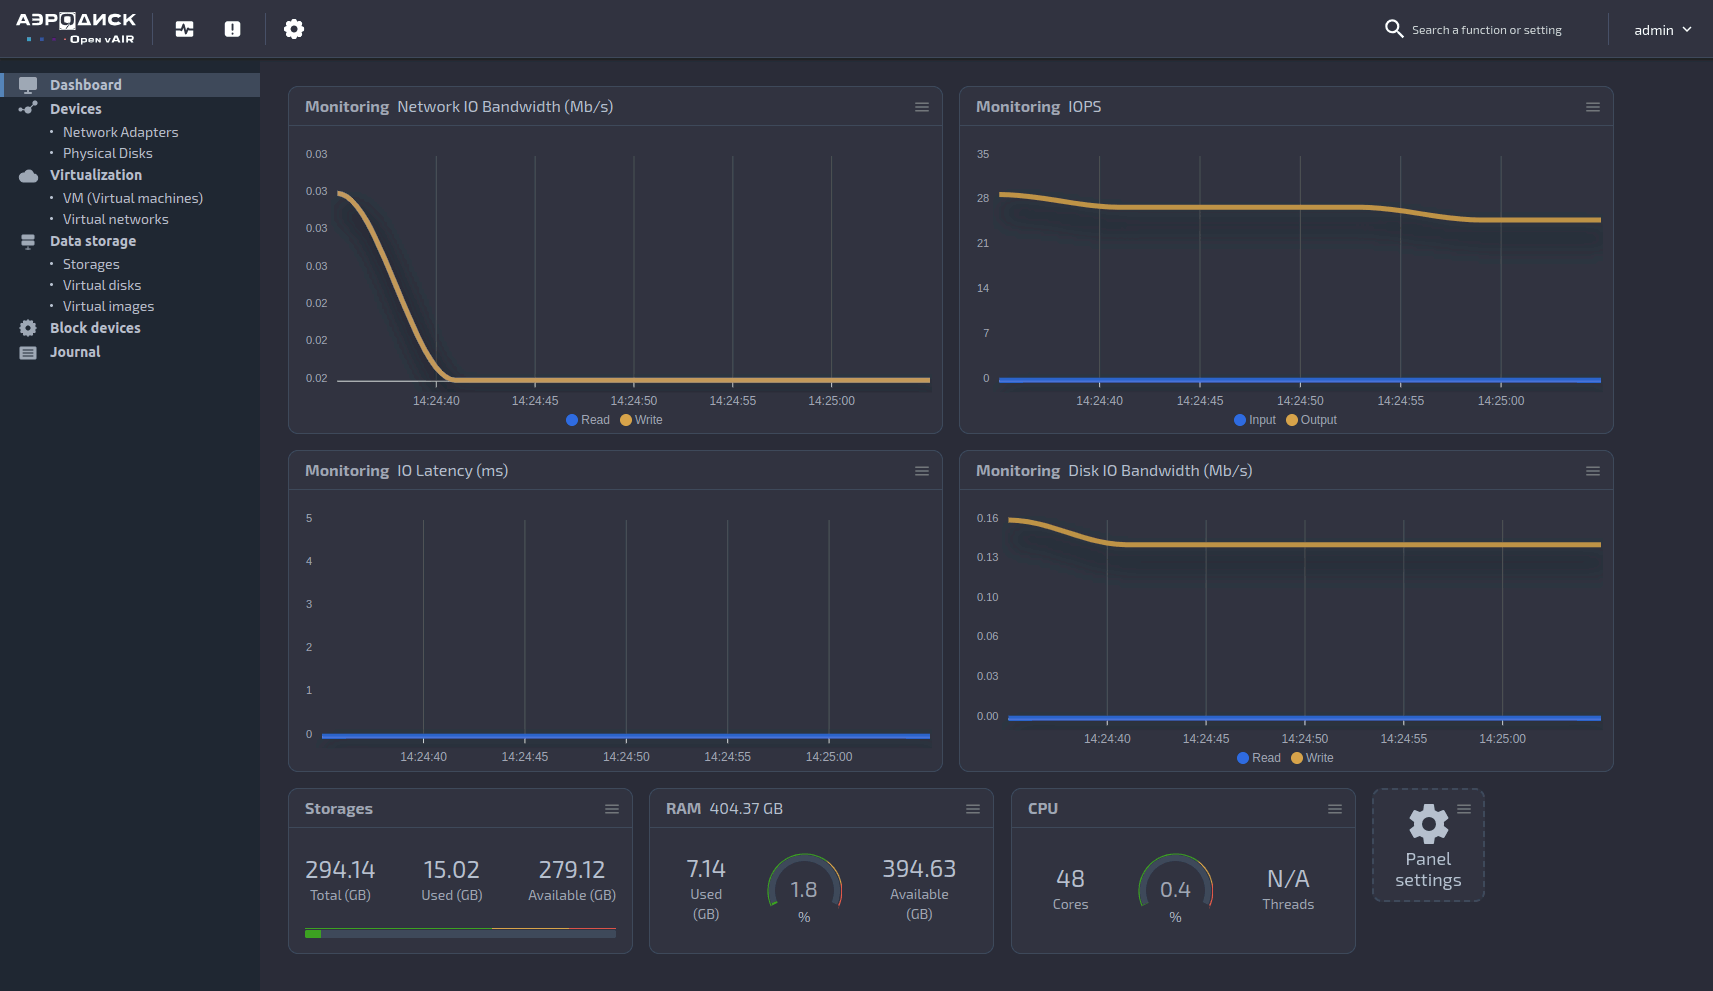 АЭРОДИСК
Open vAIR
Search a function or setting
admin
Dashboard
Devices
• Network Adapters
• Physical Disks
Virtualization
• VM (Virtual machines)
• Virtual networks
Data storage
• Storages
• Virtual disks
• Virtual images
Block devices
Journal
Monitoring Network IO Bandwidth (Mb/s)
0.03
0.03
0.03
0.03
0.02
0.02
0.02
14:24:40 14:24:45 14:24:50 14:24:55 14:25:00
Read Write
Monitoring IOPS
35
28
21
14
7
0
14:24:40 14:24:45 14:24:50 14:24:55 14:25:00
Input Output
Monitoring IO Latency (ms)
5
4
3
2
1
0
14:24:40 14:24:45 14:24:50 14:24:55 14:25:00
Monitoring Disk IO Bandwidth (Mb/s)
0.16
0.13
0.10
0.06
0.03
0.00
14:24:40 14:24:45 14:24:50 14:24:55 14:25:00
Read Write
Storages
294.14 15.02 279.12
Total (GB) Used (GB) Available (GB)
RAM 404.37 GB
7.14
Used
(GB)
1.8
%
394.63
Available
(GB)
CPU
48
Cores
0.4
%
N/A
Threads
Panel
settings